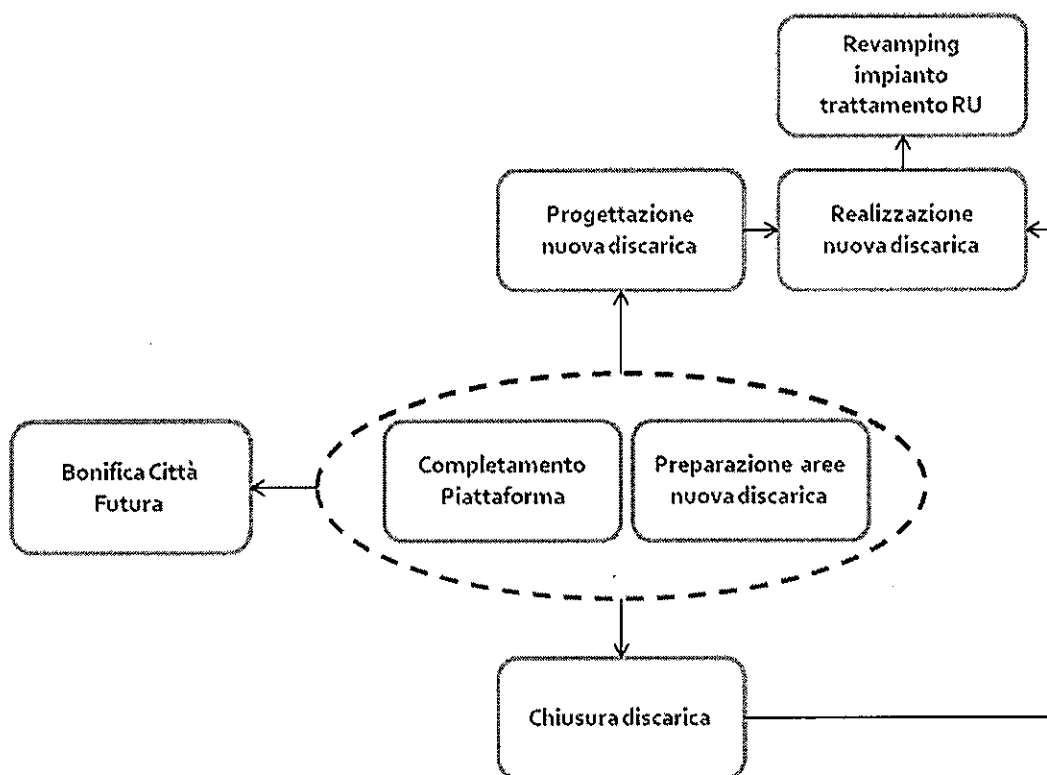 Revamping
impianto
trattamento RU
Progettazione
nuova discarica
Realizzazione
nuova discarica
Bonifica Città
Futura
Completamento
Piattaforma
Preparazione aree
nuova discarica
Chiusura discarica